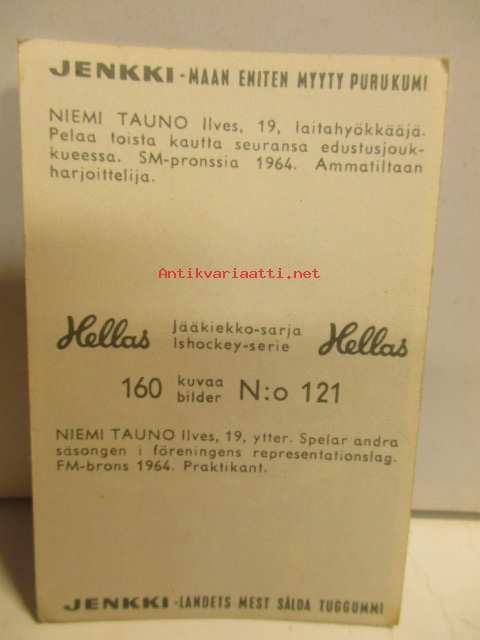 JENKKI - MAAN ENITEN MYYTY PURUKUMI
NIEMI TAUNO Ilves, 19, laitahyökkääjä.
Pelaa toista kautta seuransa edustusjouk-
kueessa. SM-pronssia 1964. Ammatiltaan
harjoittelija.
Antikvariaatti.net
Hellas Jääkiekko-sarja Hellas
Ishockey-serie
160 kuvaa N:o 121
bilder
NIEMI TAUNO Ilves, 19, ytter. Spelar andra
säsongen i föreningens representationslag.
FM-brons 1964. Praktikant.
JENKKI - LANDETS MEST SÅLDA TUGGUMMI